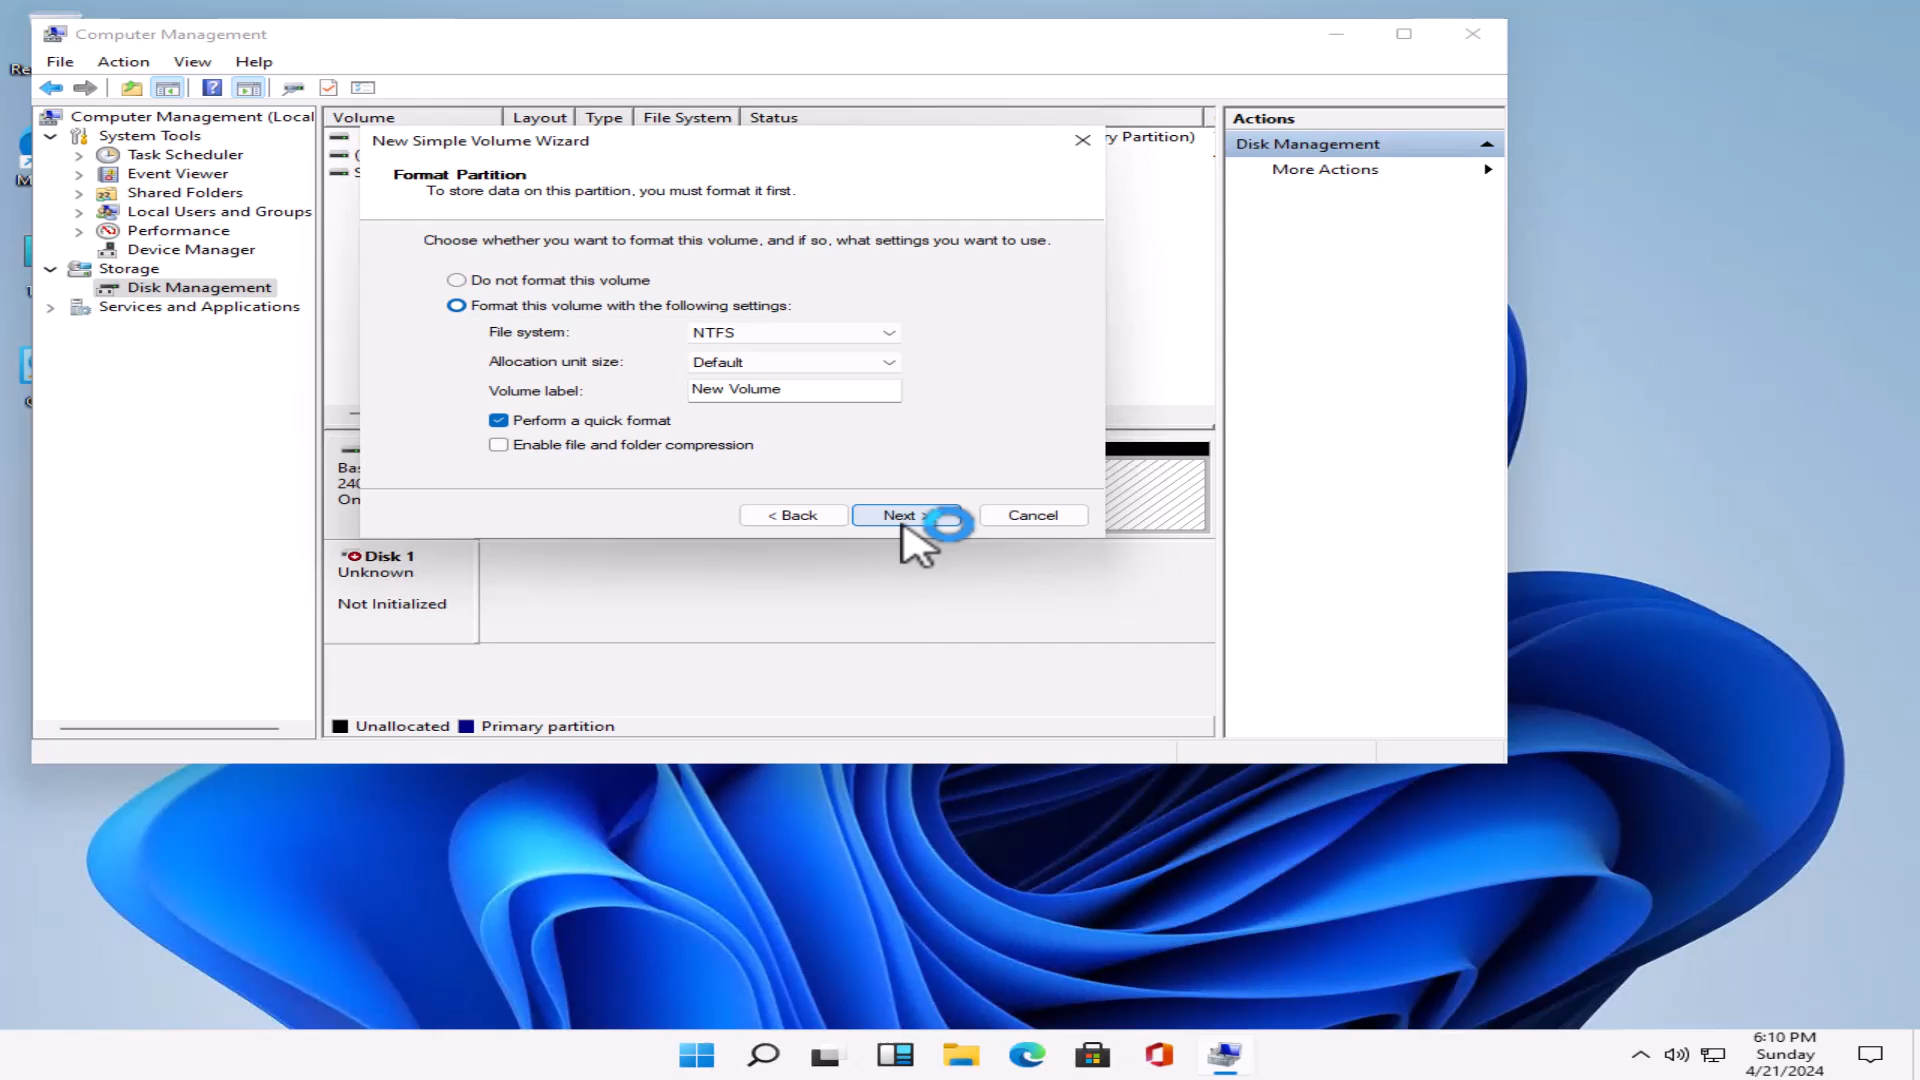 Computer Management
File Action View Help
Computer Management (Local
System Tools
Task Scheduler
Event Viewer
Shared Folders
Local Users and Groups
Performance
Device Manager
Storage
Disk Management
Services and Applications
Volume Layout Type File System Status
ry Partition)
New Simple Volume Wizard
Format Partition
To store data on this partition, you must format it first.
Choose whether you want to format this volume, and if so, what settings you want to use.
Do not format this volume
Format this volume with the following settings:
File system: NTFS
Allocation unit size: Default
Volume label: New Volume
Perform a quick format
Enable file and folder compression
< Back Next > Cancel
Bas
240
On
Disk 1
Unknown
Not Initialized
Unallocated Primary partition
Actions
Disk Management
More Actions
6:10 PM
Sunday
4/21/2024